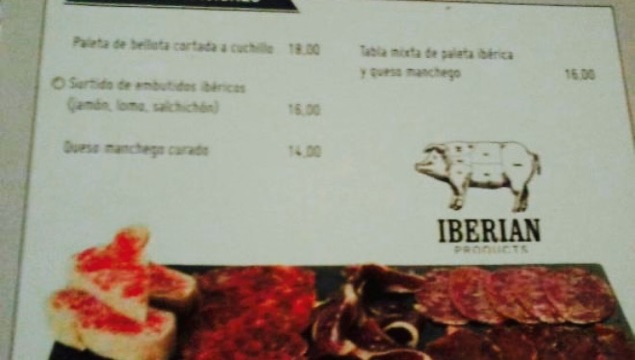 Paleta de bellota cortada a cuchillo 18,00
Surtido de embutidos ibéricos
(jamón, lomo, salchichón) 16,00
Queso manchego curado 14,00
Tabla mixta de paleta ibérica
y queso manchego 16,00
IBERIAN
PRODUCTS